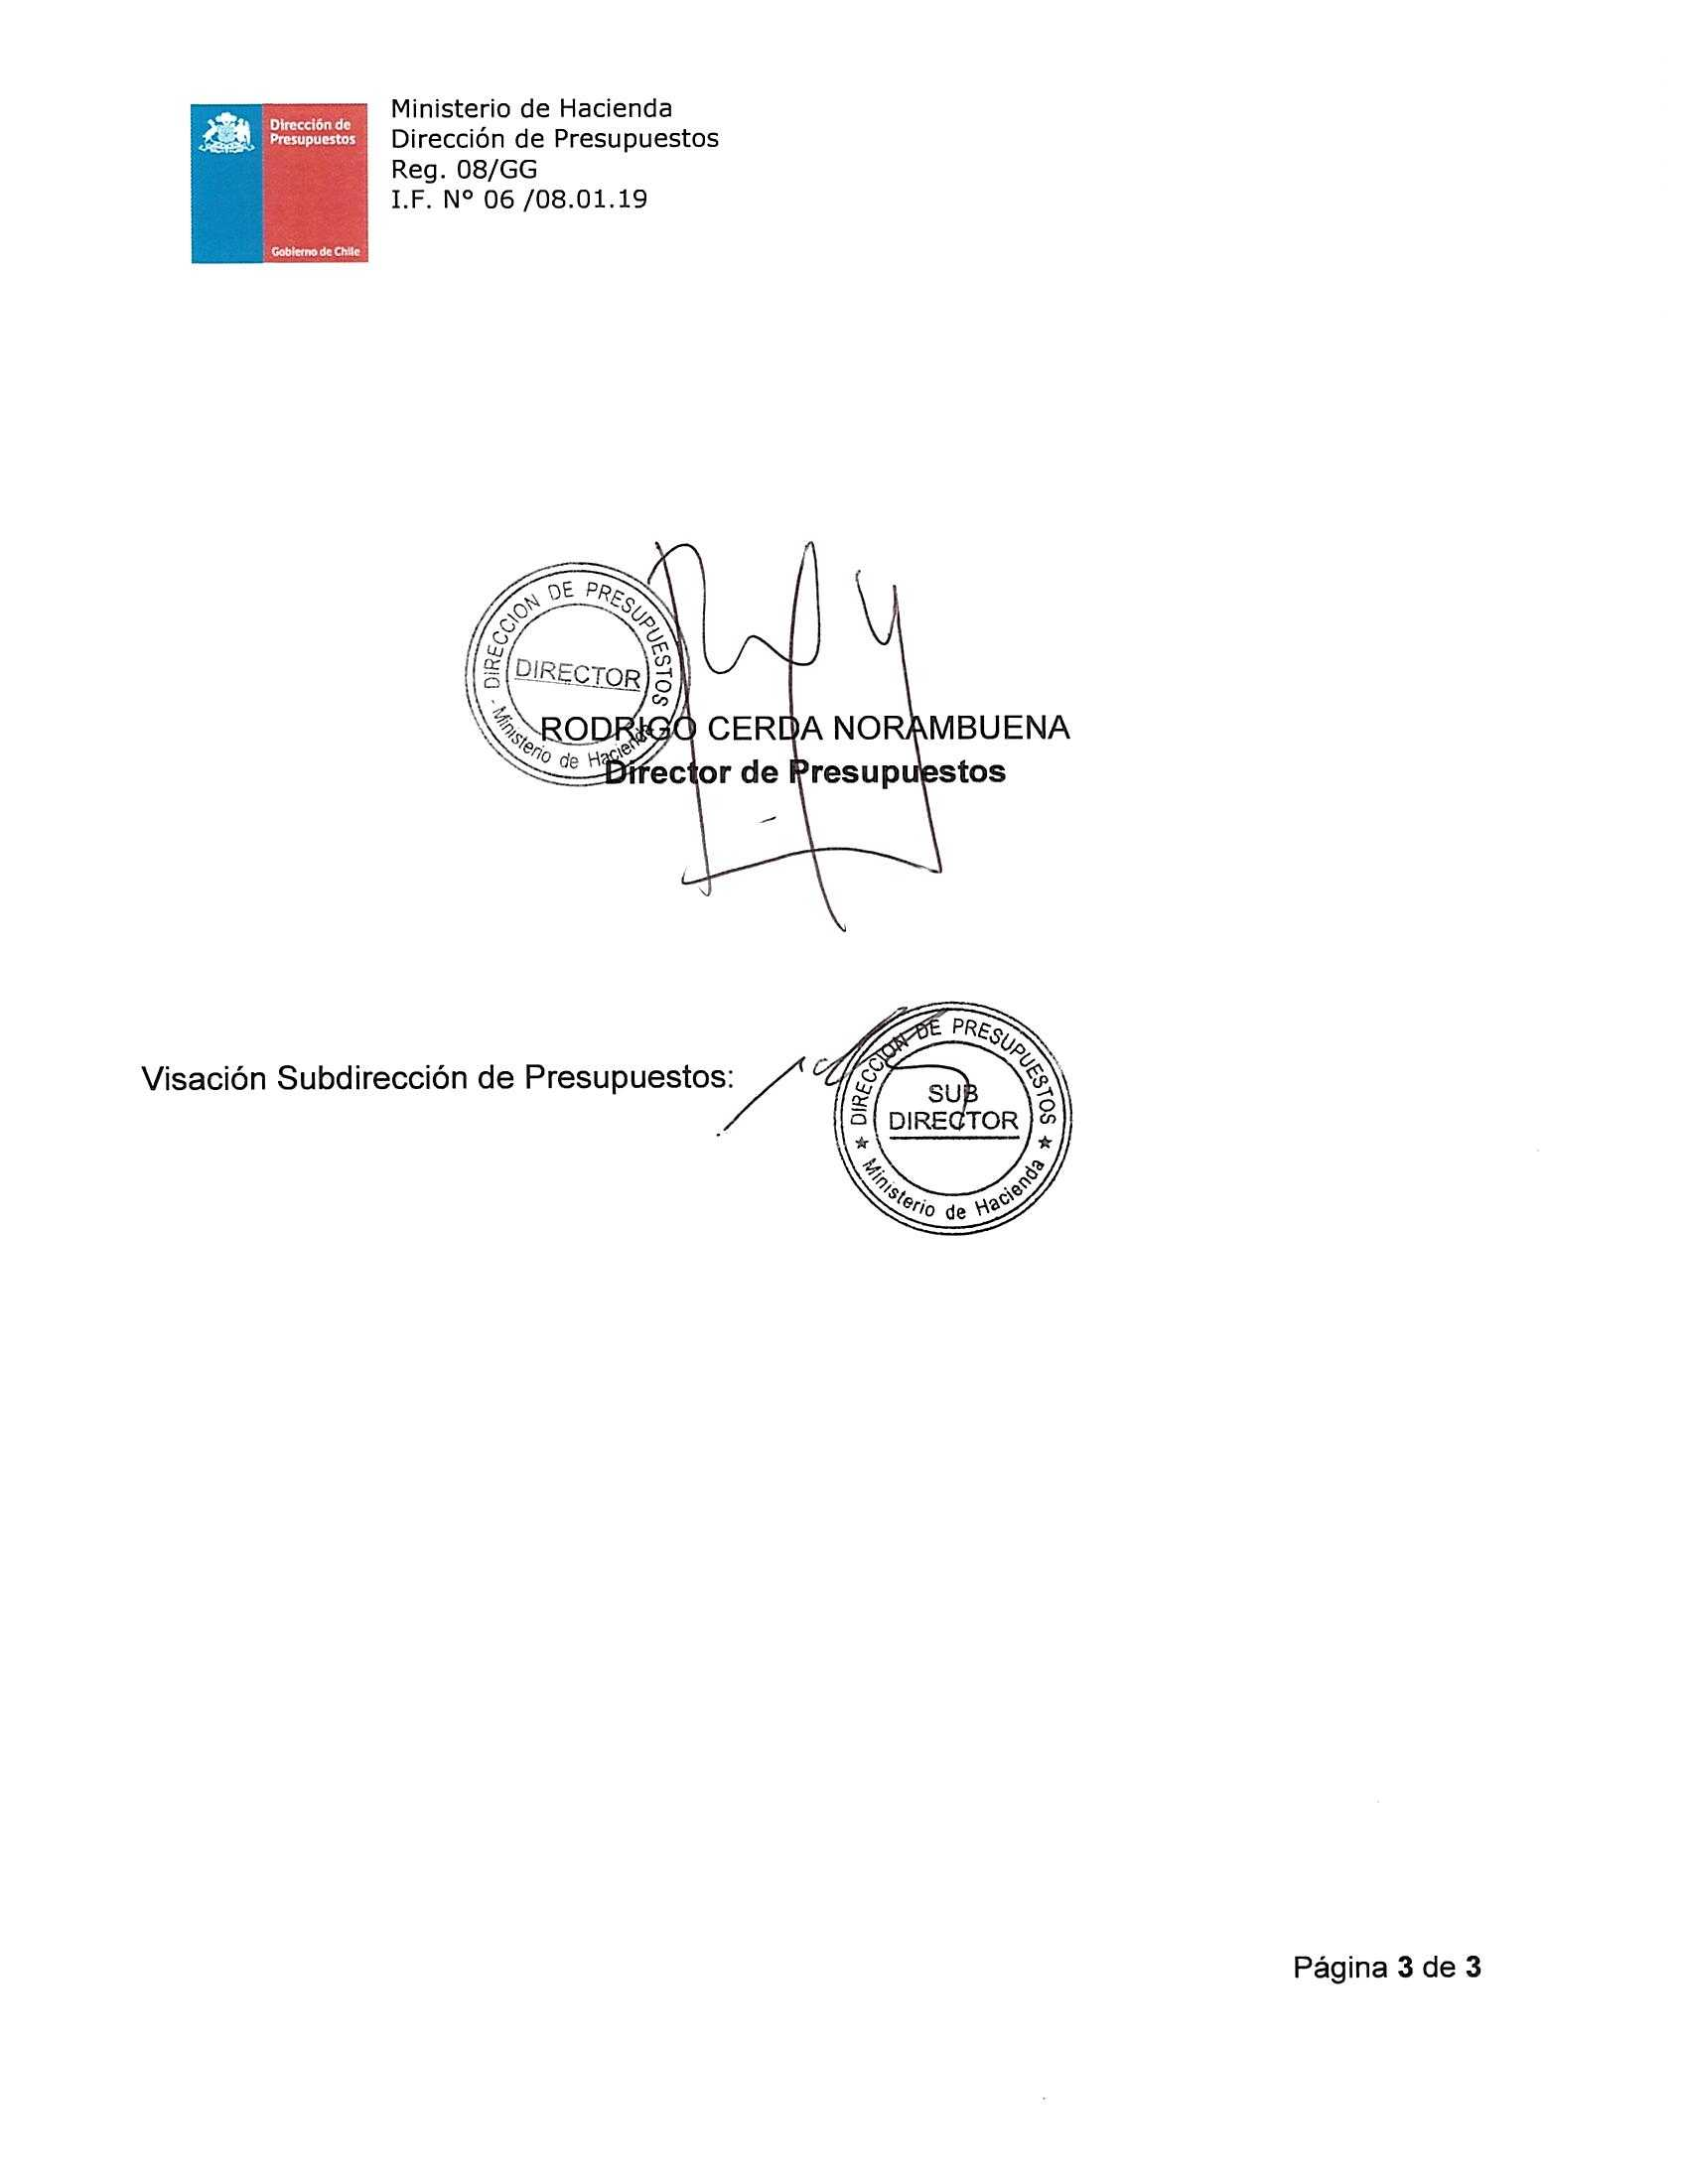 Dirección de
Presupuestos
Gobierno de Chile
Ministerio de Hacienda
Dirección de Presupuestos
Reg. 08/GG
I.F. Nº 06 /08.01.19
DIRECCION DE PRESUPUESTOS
DIRECTOR
Ministerio de Hacienda
RODRIGO CERDA NORAMBUENA
Director de Presupuestos
Visación Subdirección de Presupuestos:
DIRECCION DE PRESUPUESTOS
SUB
DIRECTOR
Ministerio de Hacienda
Página 3 de 3